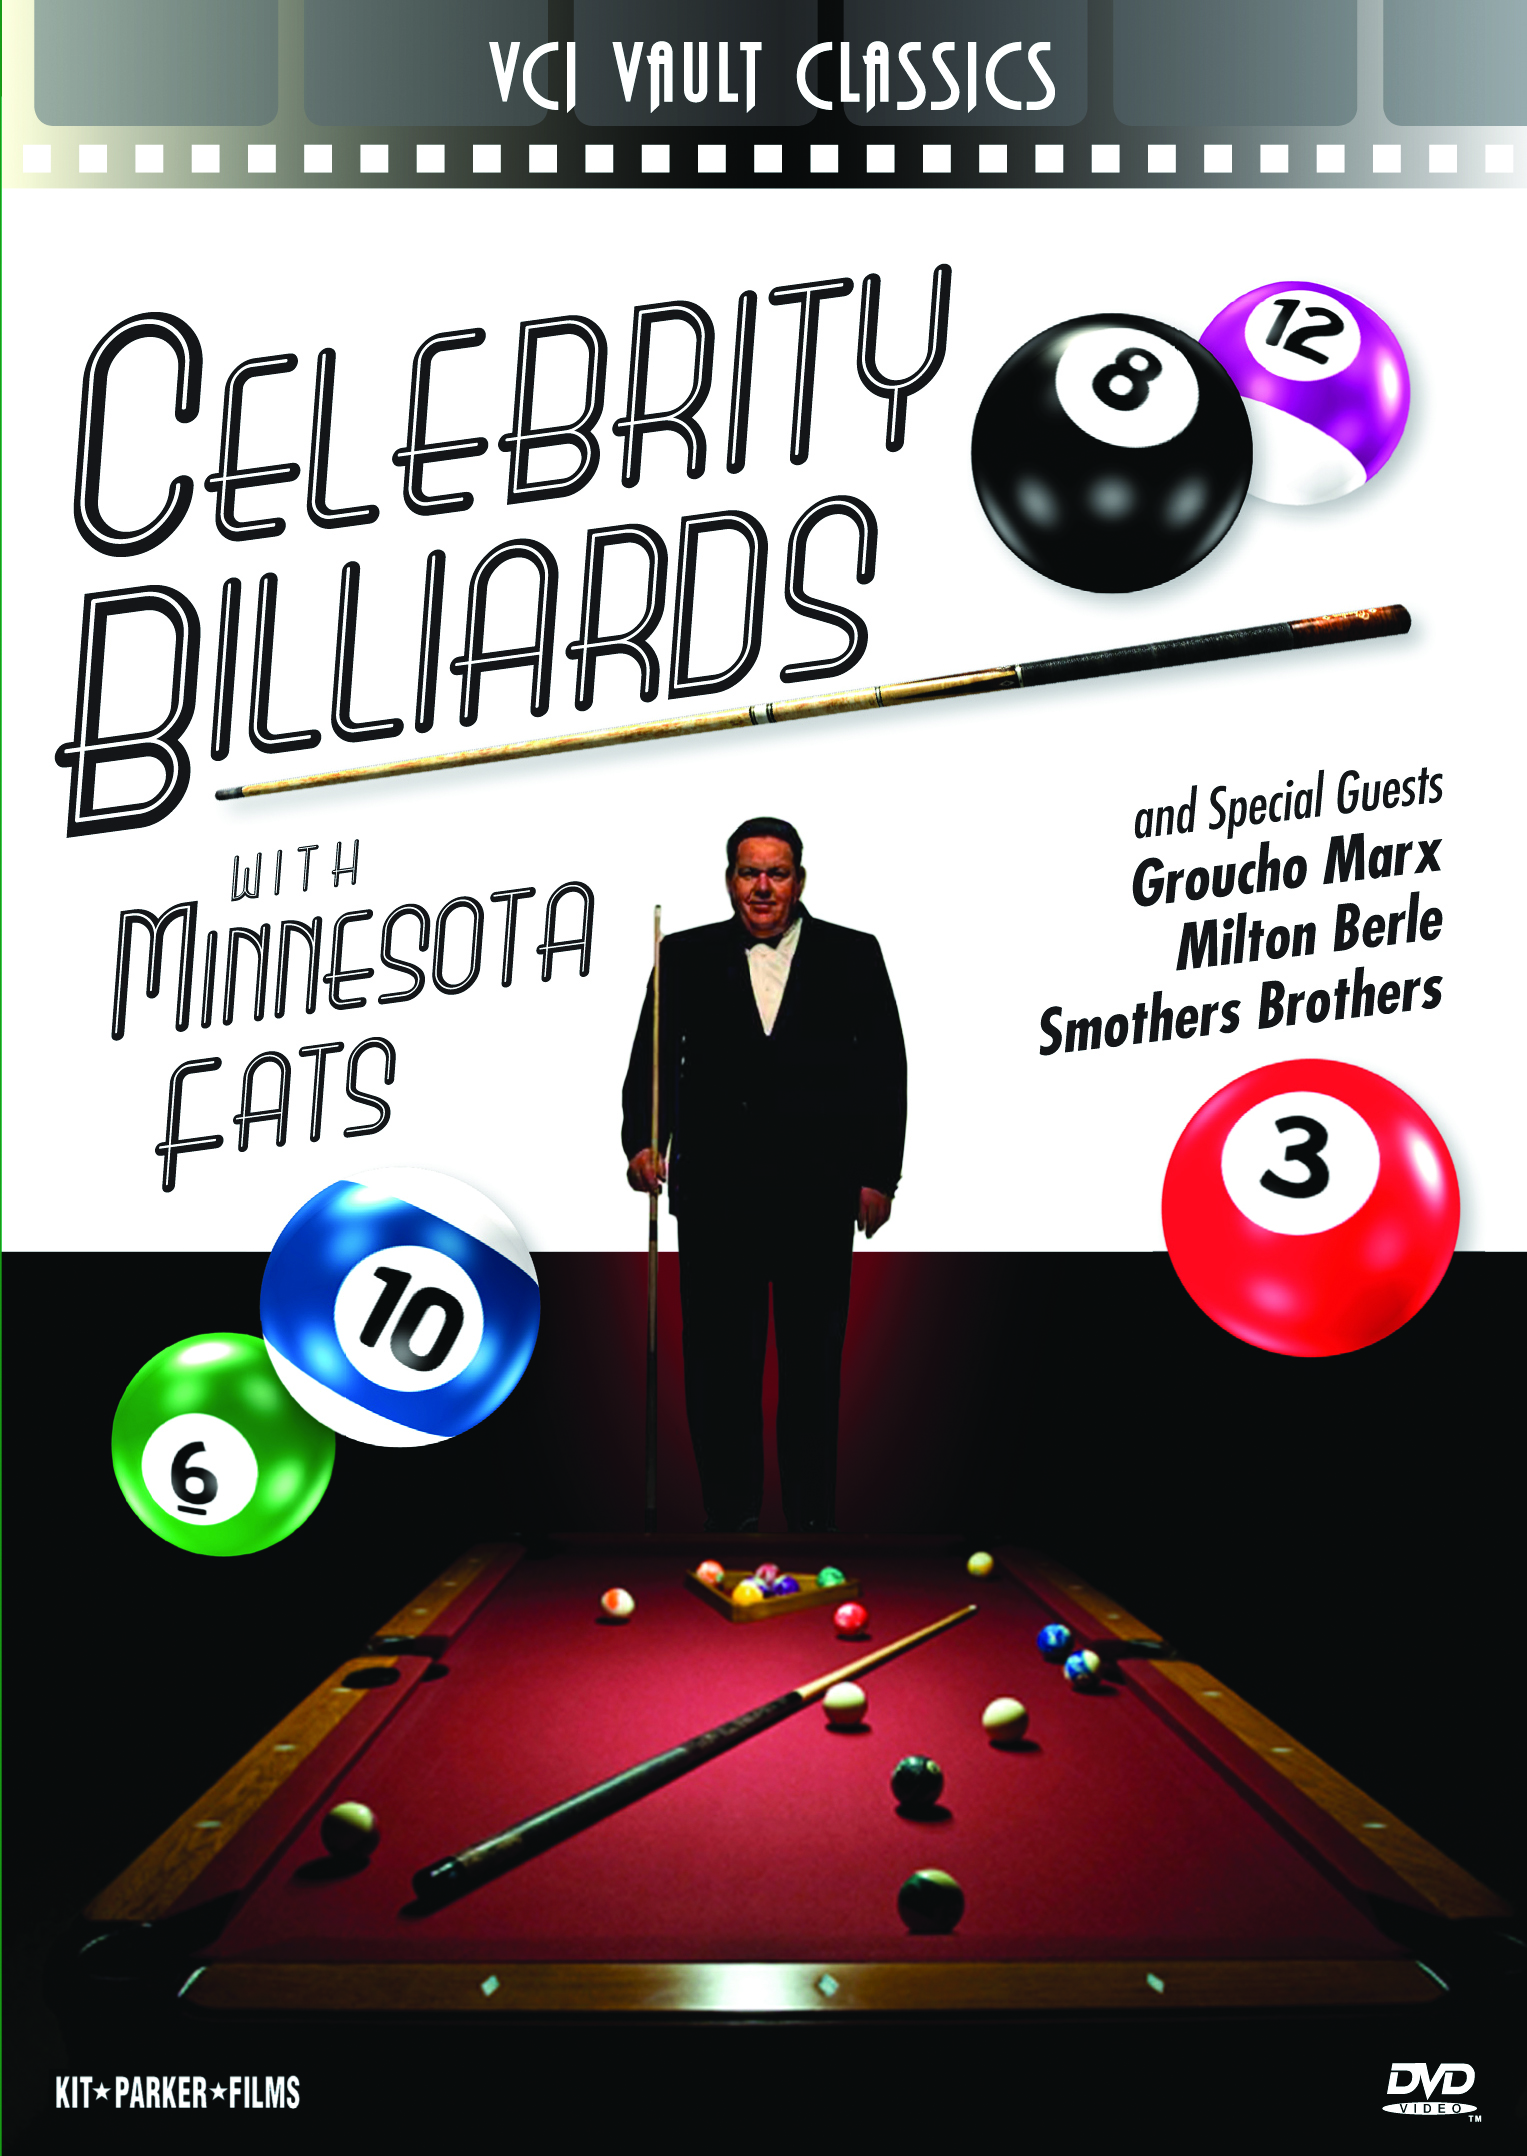 VCI VAULT CLASSICS
CELEBRITY
BILLIARDS
WITH
MINNESOTA
FATS
and Special Guests
Groucho Marx
Milton Berle
Smothers Brothers
8
12
3
10
6
KIT★PARKER★FILMS
DVD
VIDEO
TM